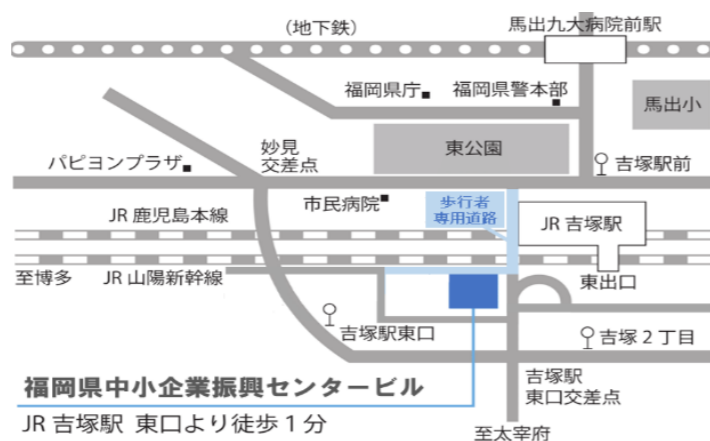 (地下鉄)
馬出九大病院前駅
福岡県庁
福岡県警本部
馬出小
東公園
妙見
交差点
パピヨンプラザ
吉塚駅前
市民病院
歩行者
専用道路
JR 鹿児島本線
JR 吉塚駅
至博多
JR 山陽新幹線
東出口
吉塚駅東口
吉塚 2 丁目
福岡県中小企業振興センタービル
JR 吉塚駅 東口より徒歩 1 分
吉塚駅
東口交差点
至太宰府